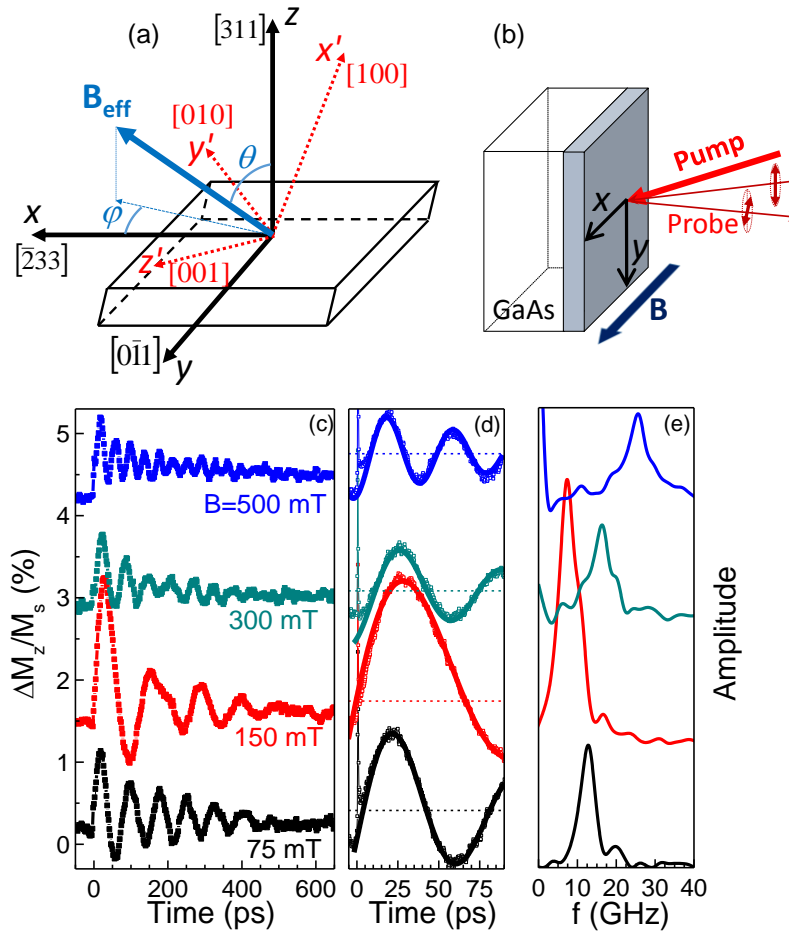 (a)
z
[311]
x'
[100]
B_eff
[010]
y'
θ
φ
x
[2̄33]
z'
[001]
[01̄1]
y
(b)
Pump
Probe
x
y
GaAs
B
(c)
(d)
(e)
ΔM_z/M_s (%)
5
4
3
2
1
0
B=500 mT
300 mT
150 mT
75 mT
0 200 400 600
Time (ps)
0 25 50 75
Time (ps)
0 10 20 30 40
f (GHz)
Amplitude